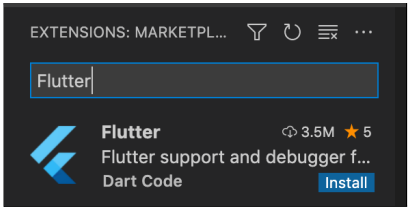 EXTENSIONS: MARKETPL...
Flutter
Flutter 3.5M 5
Flutter support and debugger f...
Dart Code Install